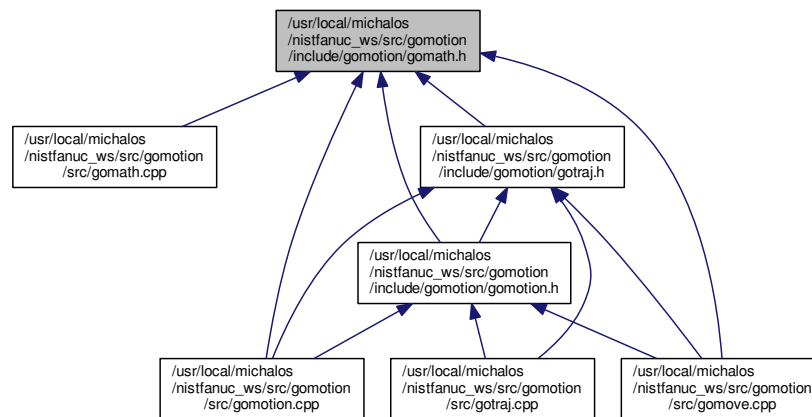 /usr/local/michalos
/nistfanuc_ws/src/gomotion
/include/gomotion/gomath.h
/usr/local/michalos
/nistfanuc_ws/src/gomotion
/src/gomath.cpp
/usr/local/michalos
/nistfanuc_ws/src/gomotion
/include/gomotion/gotraj.h
/usr/local/michalos
/nistfanuc_ws/src/gomotion
/include/gomotion/gomotion.h
/usr/local/michalos
/nistfanuc_ws/src/gomotion
/src/gomotion.cpp
/usr/local/michalos
/nistfanuc_ws/src/gomotion
/src/gotraj.cpp
/usr/local/michalos
/nistfanuc_ws/src/gomotion
/src/gomove.cpp